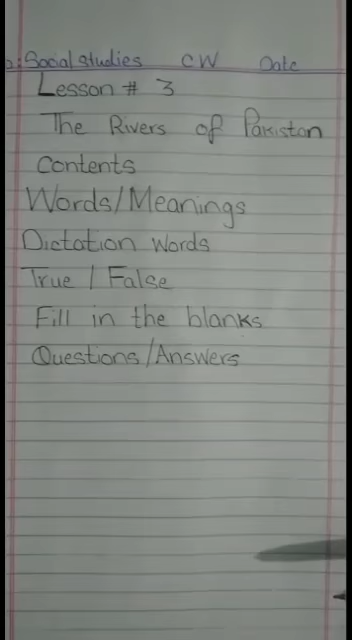 : Social studies CW Date
Lesson # 3
The Rivers of Pakistan
Contents
Words/Meanings
Dictation words
True / False
Fill in the blanks
Questions/Answers